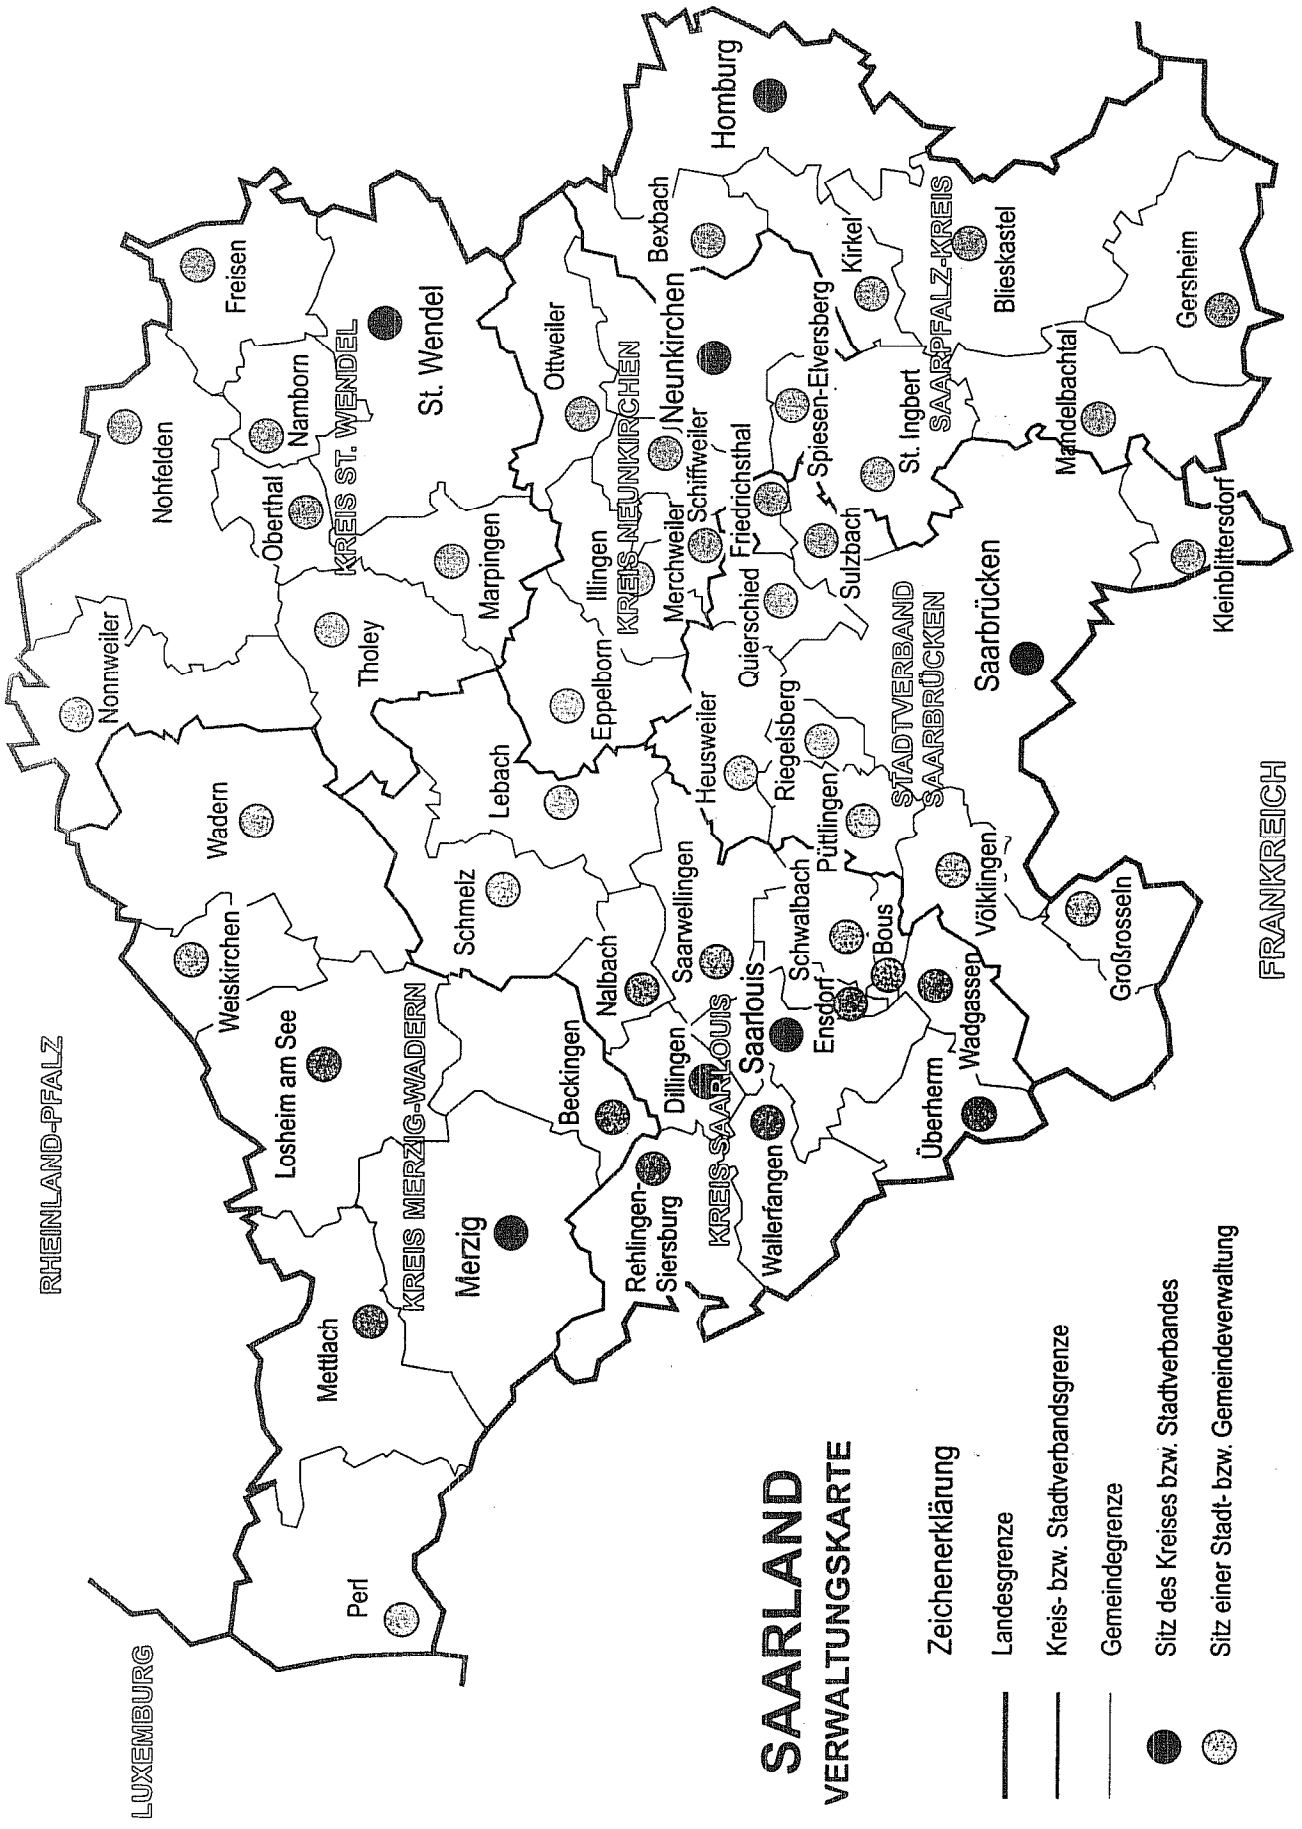 LUXEMBURG
RHEINLAND-PFALZ
FRANKREICH
Perl
Mettlach
Merzig
KREIS MERZIG-WADERN
Losheim am See
Weiskirchen
Wadern
Beckingen
Nonnweiler
Nohfelden
Freisen
Namborn
Oberthal
KREIS ST. WENDEL
St. Wendel
Tholey
Marpingen
Rehlingen-
Siersburg
KREIS SAARLOUIS
Wallerfangen
Dillingen
Saarlouis
Nalbach
Saarwellingen
Schmelz
Lebach
Schwalbach
Ensdorf
Bous
Wadgassen
Überherrn
Eppelborn
Illingen
KREIS NEUNKIRCHEN
Merchweiler
Schiffweiler
Ottweiler
Neunkirchen
Spiesen-Elversberg
Heusweiler
Riegelsberg
Püttlingen
Quierschied
Friedrichsthal
Sulzbach
STADTVERBAND
SAARBRÜCKEN
Völklingen
Großrosseln
Saarbrücken
Kleinblittersdorf
Homburg
Bexbach
Kirkel
SAARPFALZ-KREIS
St. Ingbert
Blieskastel
Mandelbachtal
Gersheim
SAARLAND
VERWALTUNGSKARTE
Zeichenerklärung
Landesgrenze
Kreis- bzw. Stadtverbandsgrenze
Gemeindegrenze
Sitz des Kreises bzw. Stadtverbandes
Sitz einer Stadt- bzw. Gemeindeverwaltung